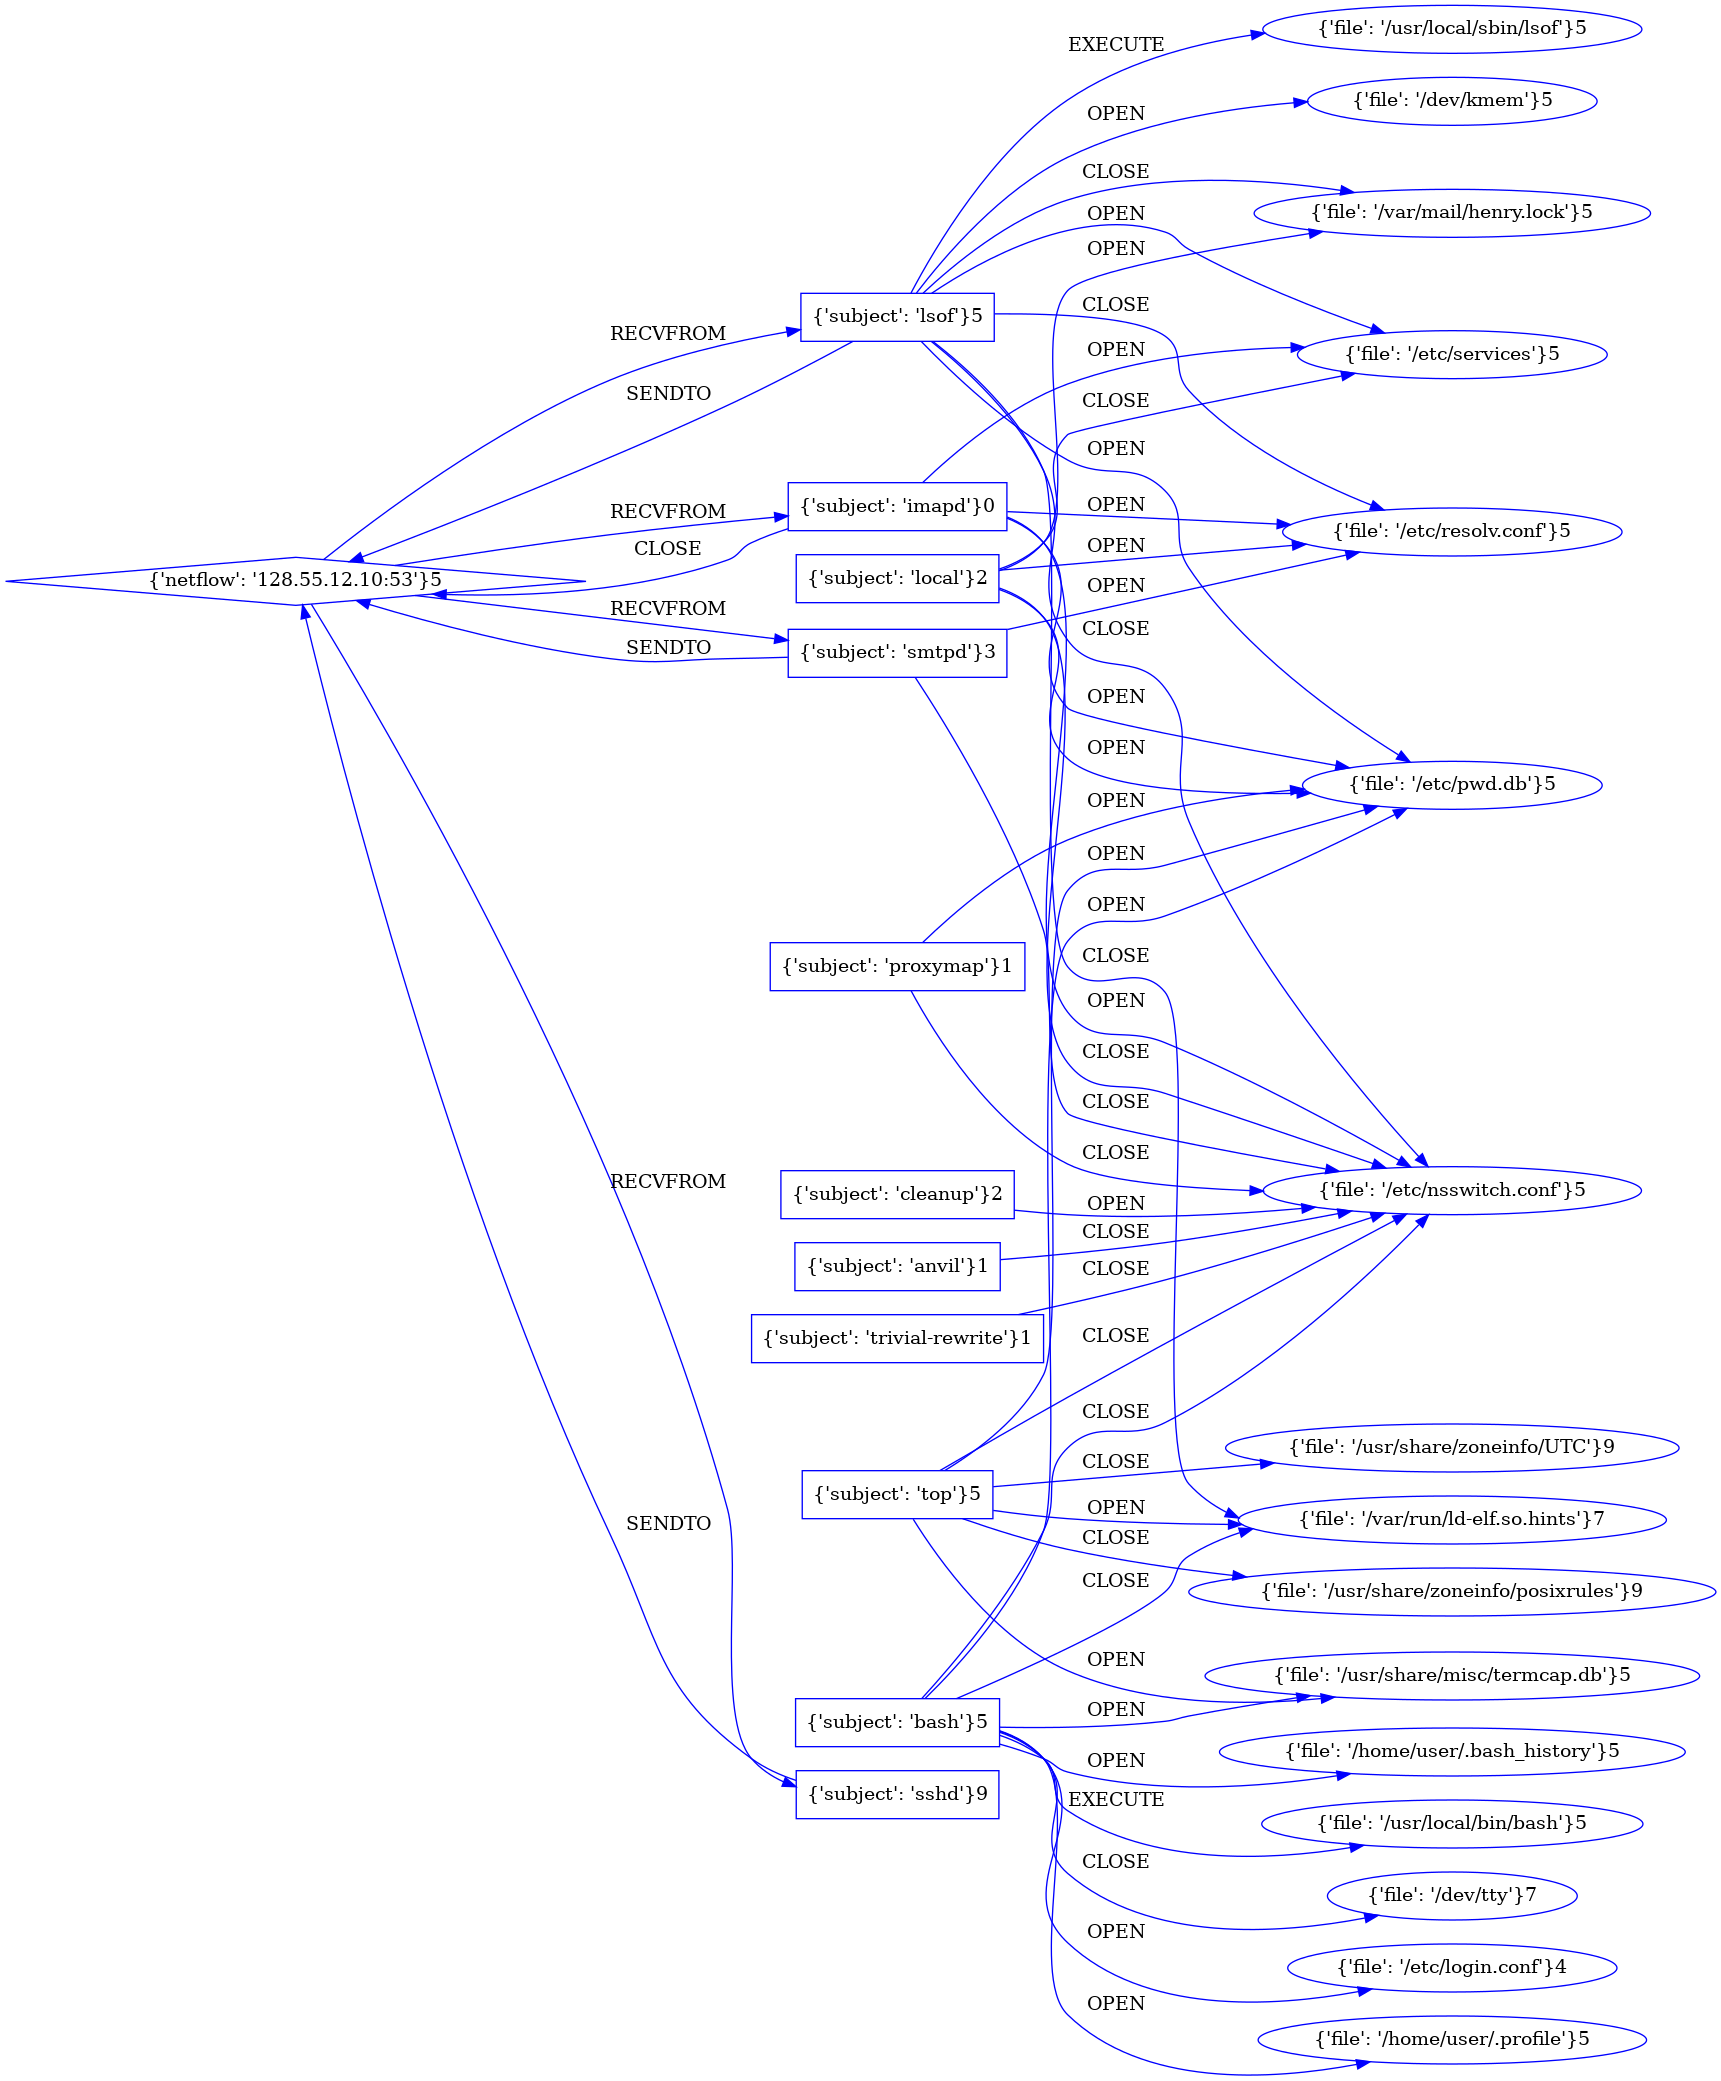 {'file': '/usr/local/sbin/lsof'}5
EXECUTE
{'file': '/dev/kmem'}5
OPEN
CLOSE
{'file': '/var/mail/henry.lock'}5
OPEN
OPEN
CLOSE
{'subject': 'lsof'}5
RECVFROM
OPEN
{'file': '/etc/services'}5
SENDTO
CLOSE
OPEN
{'subject': 'imapd'}0
OPEN
RECVFROM
{'file': '/etc/resolv.conf'}5
CLOSE
OPEN
{'netflow': '128.55.12.10:53'}5
{'subject': 'local'}2
OPEN
RECVFROM
CLOSE
SENDTO
{'subject': 'smtpd'}3
OPEN
OPEN
{'file': '/etc/pwd.db'}5
OPEN
OPEN
OPEN
CLOSE
{'subject': 'proxymap'}1
OPEN
CLOSE
CLOSE
CLOSE
RECVFROM
{'subject': 'cleanup'}2
{'file': '/etc/nsswitch.conf'}5
OPEN
CLOSE
{'subject': 'anvil'}1
CLOSE
{'subject': 'trivial-rewrite'}1
CLOSE
CLOSE
{'file': '/usr/share/zoneinfo/UTC'}9
CLOSE
{'subject': 'top'}5
OPEN
{'file': '/var/run/ld-elf.so.hints'}7
SENDTO
CLOSE
CLOSE
{'file': '/usr/share/zoneinfo/posixrules'}9
OPEN
{'file': '/usr/share/misc/termcap.db'}5
OPEN
{'subject': 'bash'}5
{'file': '/home/user/.bash_history'}5
OPEN
{'subject': 'sshd'}9
EXECUTE
{'file': '/usr/local/bin/bash'}5
CLOSE
{'file': '/dev/tty'}7
OPEN
{'file': '/etc/login.conf'}4
OPEN
{'file': '/home/user/.profile'}5